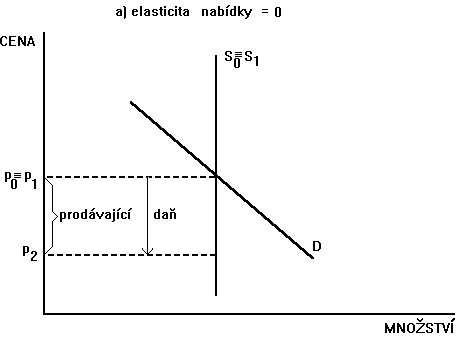 a) elasticita nabídky = 0
CENA
S0≡S1
p0≡p1
prodávající
daň
p2
D
MNOŽSTVÍ